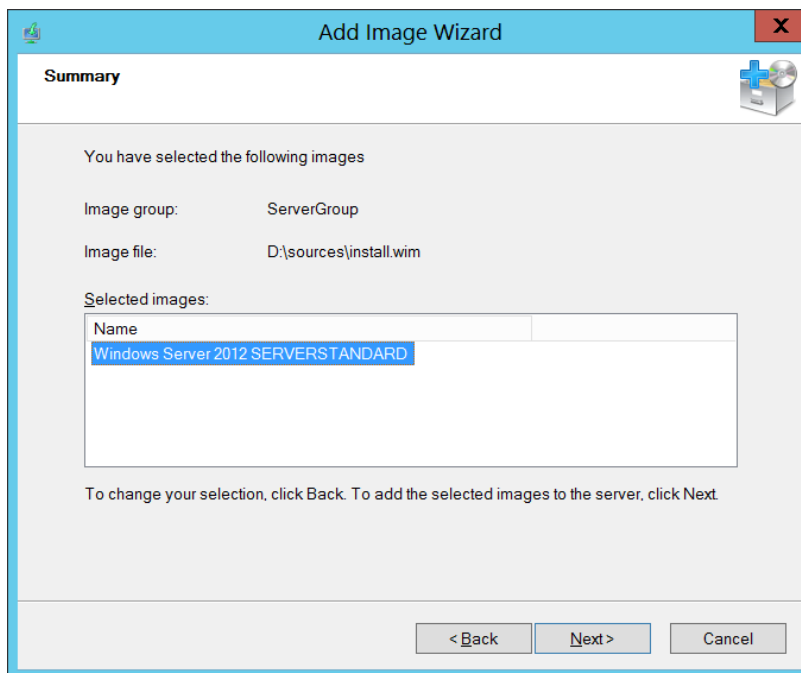 Add Image Wizard
X
Summary
You have selected the following images
Image group: ServerGroup
Image file: D:\sources\install.wim
Selected images:
Name
Windows Server 2012 SERVERSTANDARD
To change your selection, click Back. To add the selected images to the server, click Next.
< Back Next > Cancel